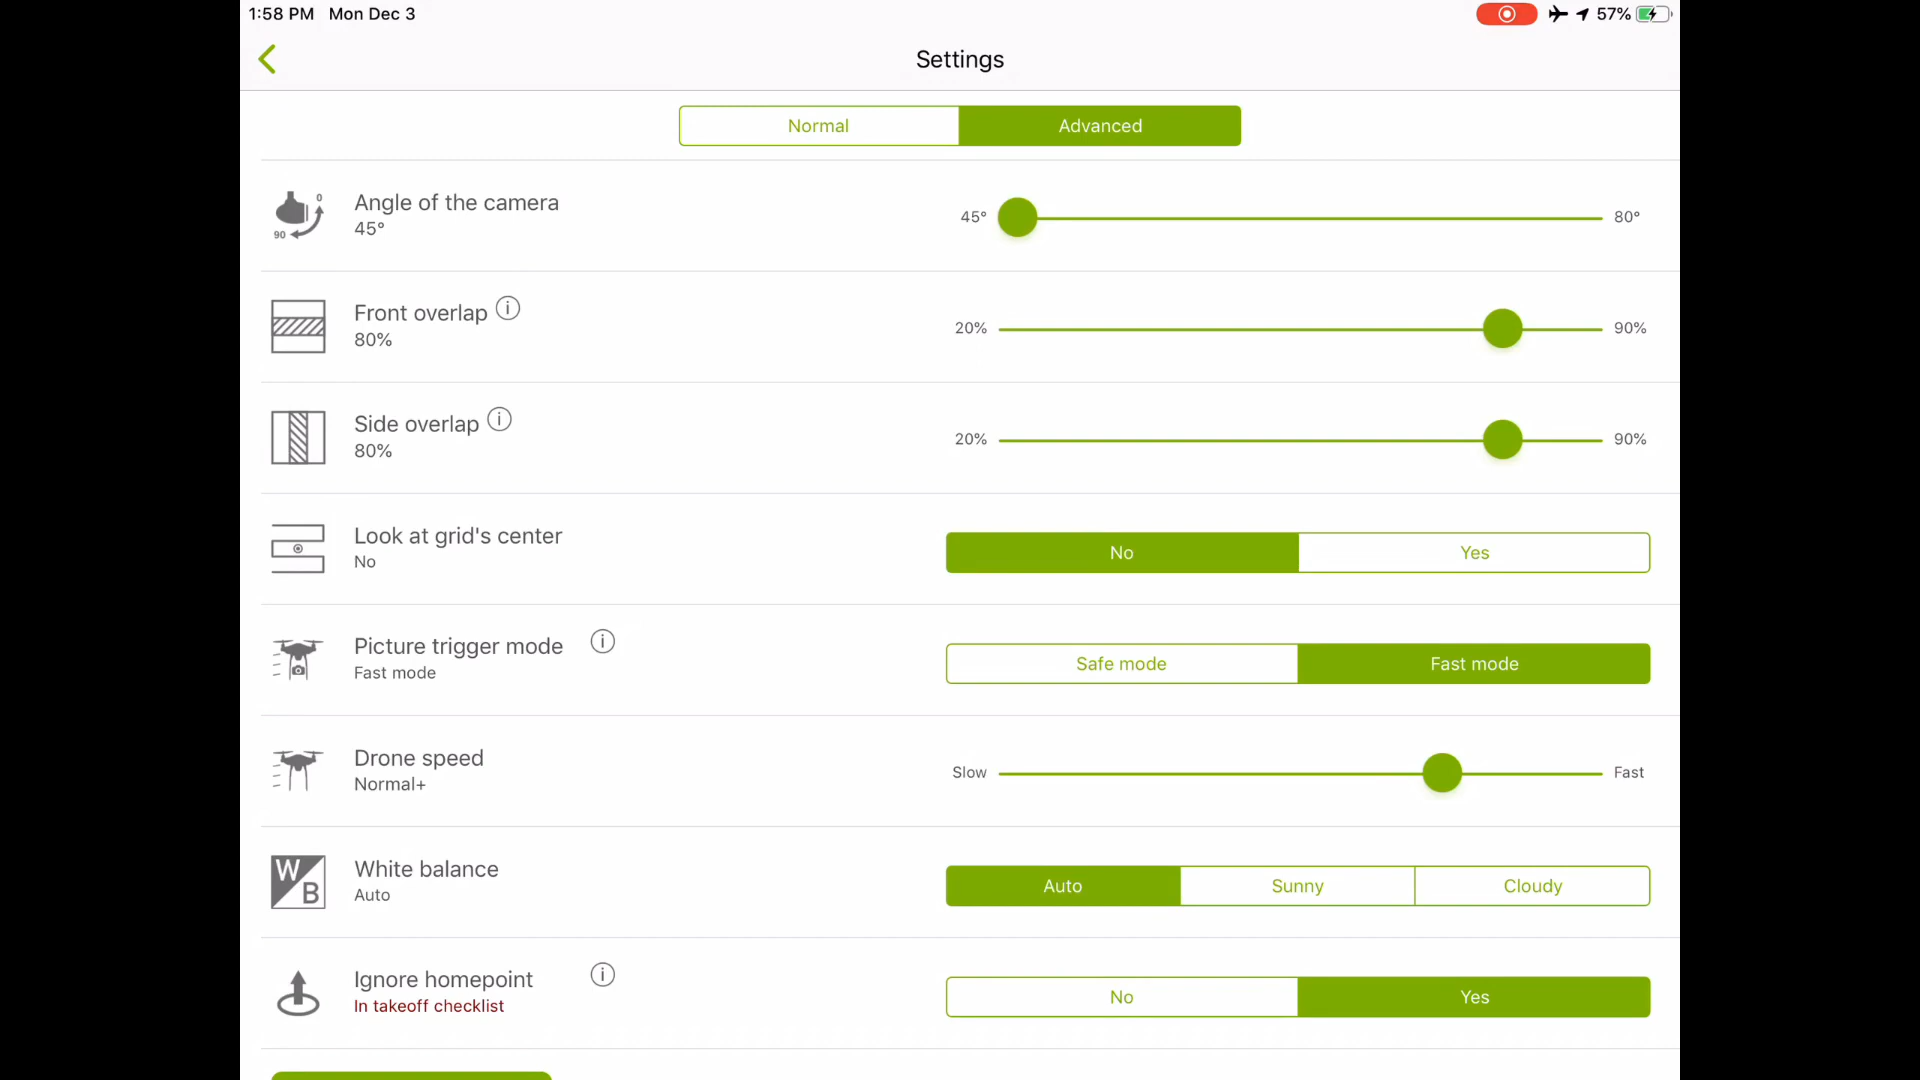 1:58 PM Mon Dec 3
57%
Settings
Normal
Advanced
0
90
Angle of the camera
45°
45°
80°
Front overlap
80%
20%
90%
Side overlap
80%
20%
90%
Look at grid's center
No
No
Yes
Picture trigger mode
Fast mode
Safe mode
Fast mode
Drone speed
Normal+
Slow
Fast
W
B
White balance
Auto
Auto
Sunny
Cloudy
Ignore homepoint
In takeoff checklist
No
Yes